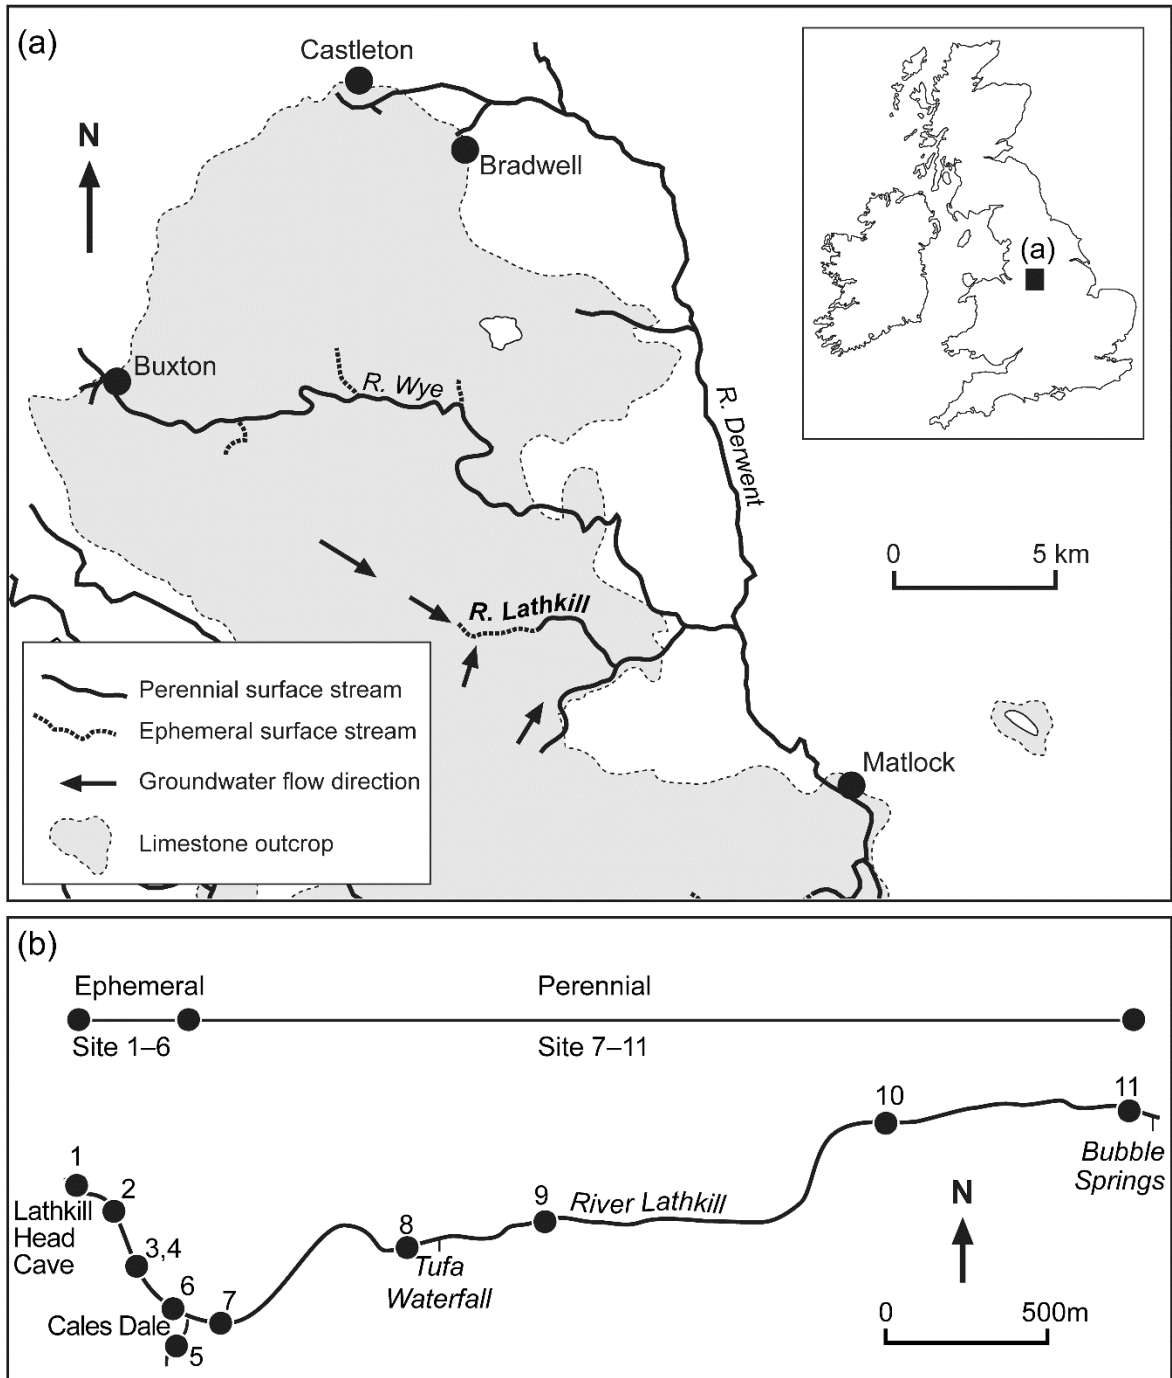 (a)
Castleton
N
Bradwell
(a)
Buxton
R. Wye
R. Derwent
0 5 km
R. Lathkill
Perennial surface stream
Ephemeral surface stream
Groundwater flow direction
Limestone outcrop
Matlock
(b)
Ephemeral
Perennial
Site 1–6
Site 7–11
1
Lathkill
Head
Cave
2
3,4
6
Cales Dale
5
7
8
Tufa
Waterfall
9
River Lathkill
10
11
Bubble
Springs
N
0 500m